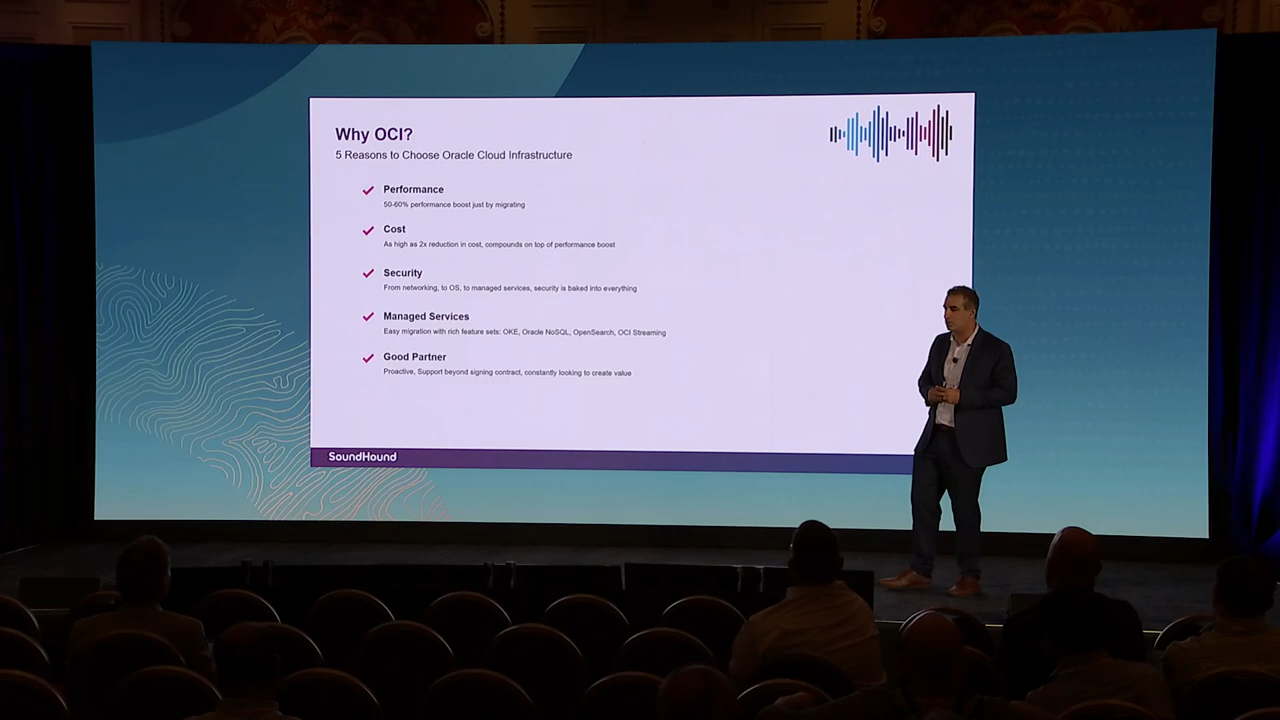 Why OCI?
5 Reasons to Choose Oracle Cloud Infrastructure
Performance
50-60% performance boost just by migrating
Cost
As high as 2x reduction in cost, compounds on top of performance boost
Security
From networking, to OS, to managed services, security is baked into everything
Managed Services
Easy migration with rich feature sets: OKE, Oracle NoSQL, OpenSearch, OCI Streaming
Good Partner
Proactive, Support beyond signing contract, constantly looking to create value
SoundHound